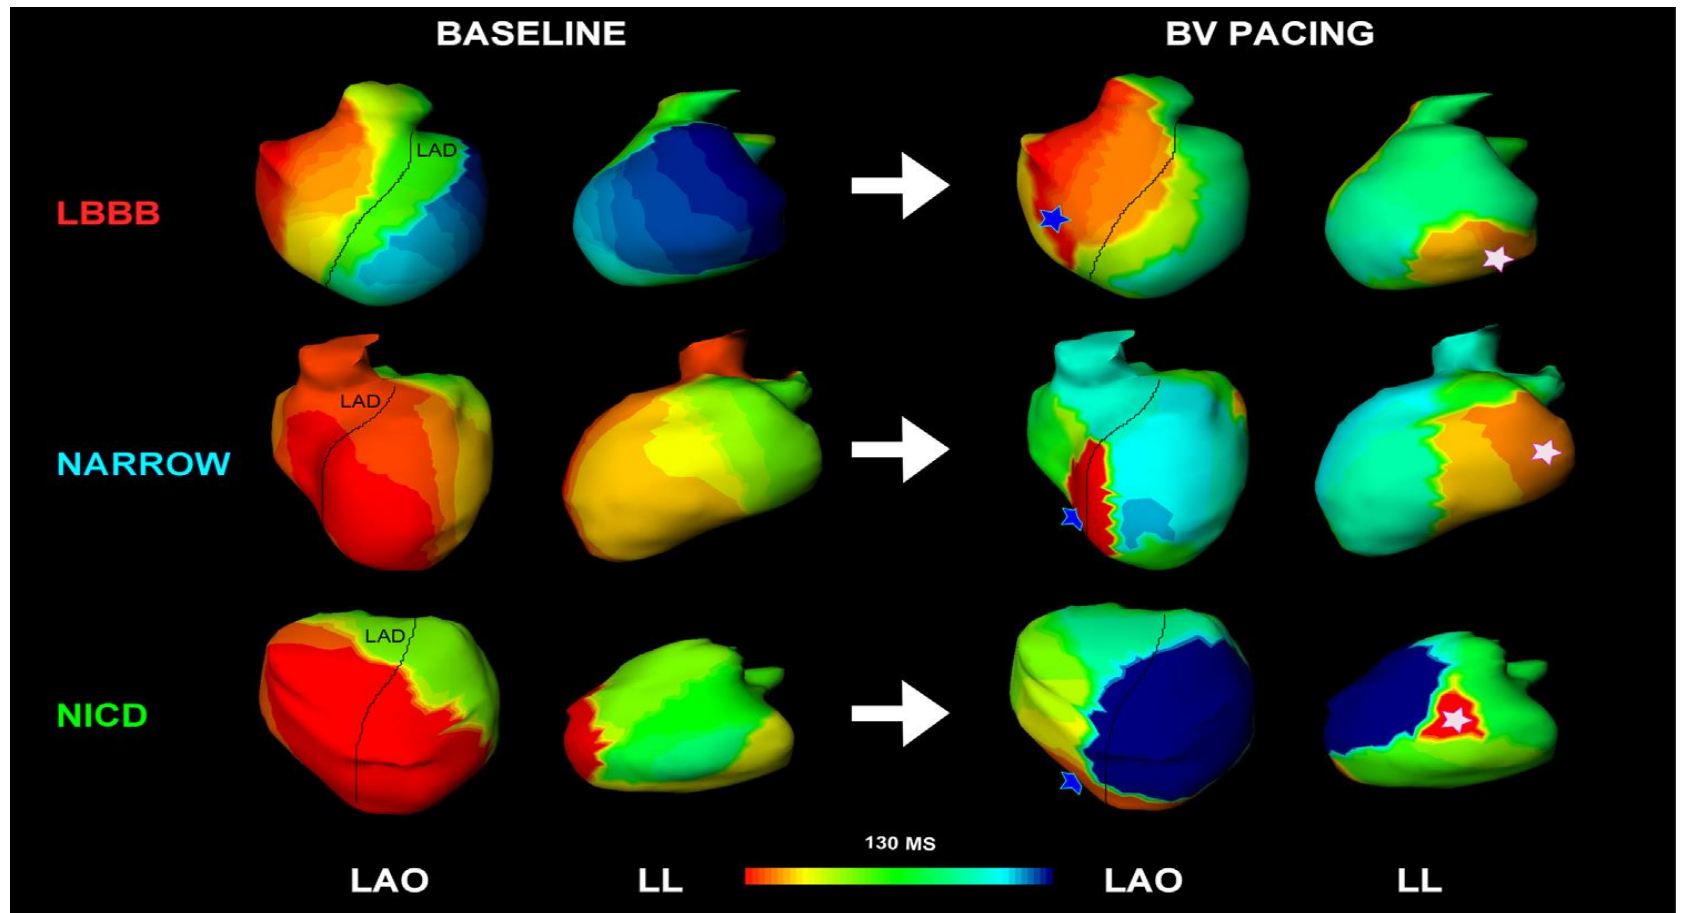 BASELINE BV PACING
LAD
LBBB
LAD
NARROW
LAD
NICD
130 MS
LAO LL LAO LL